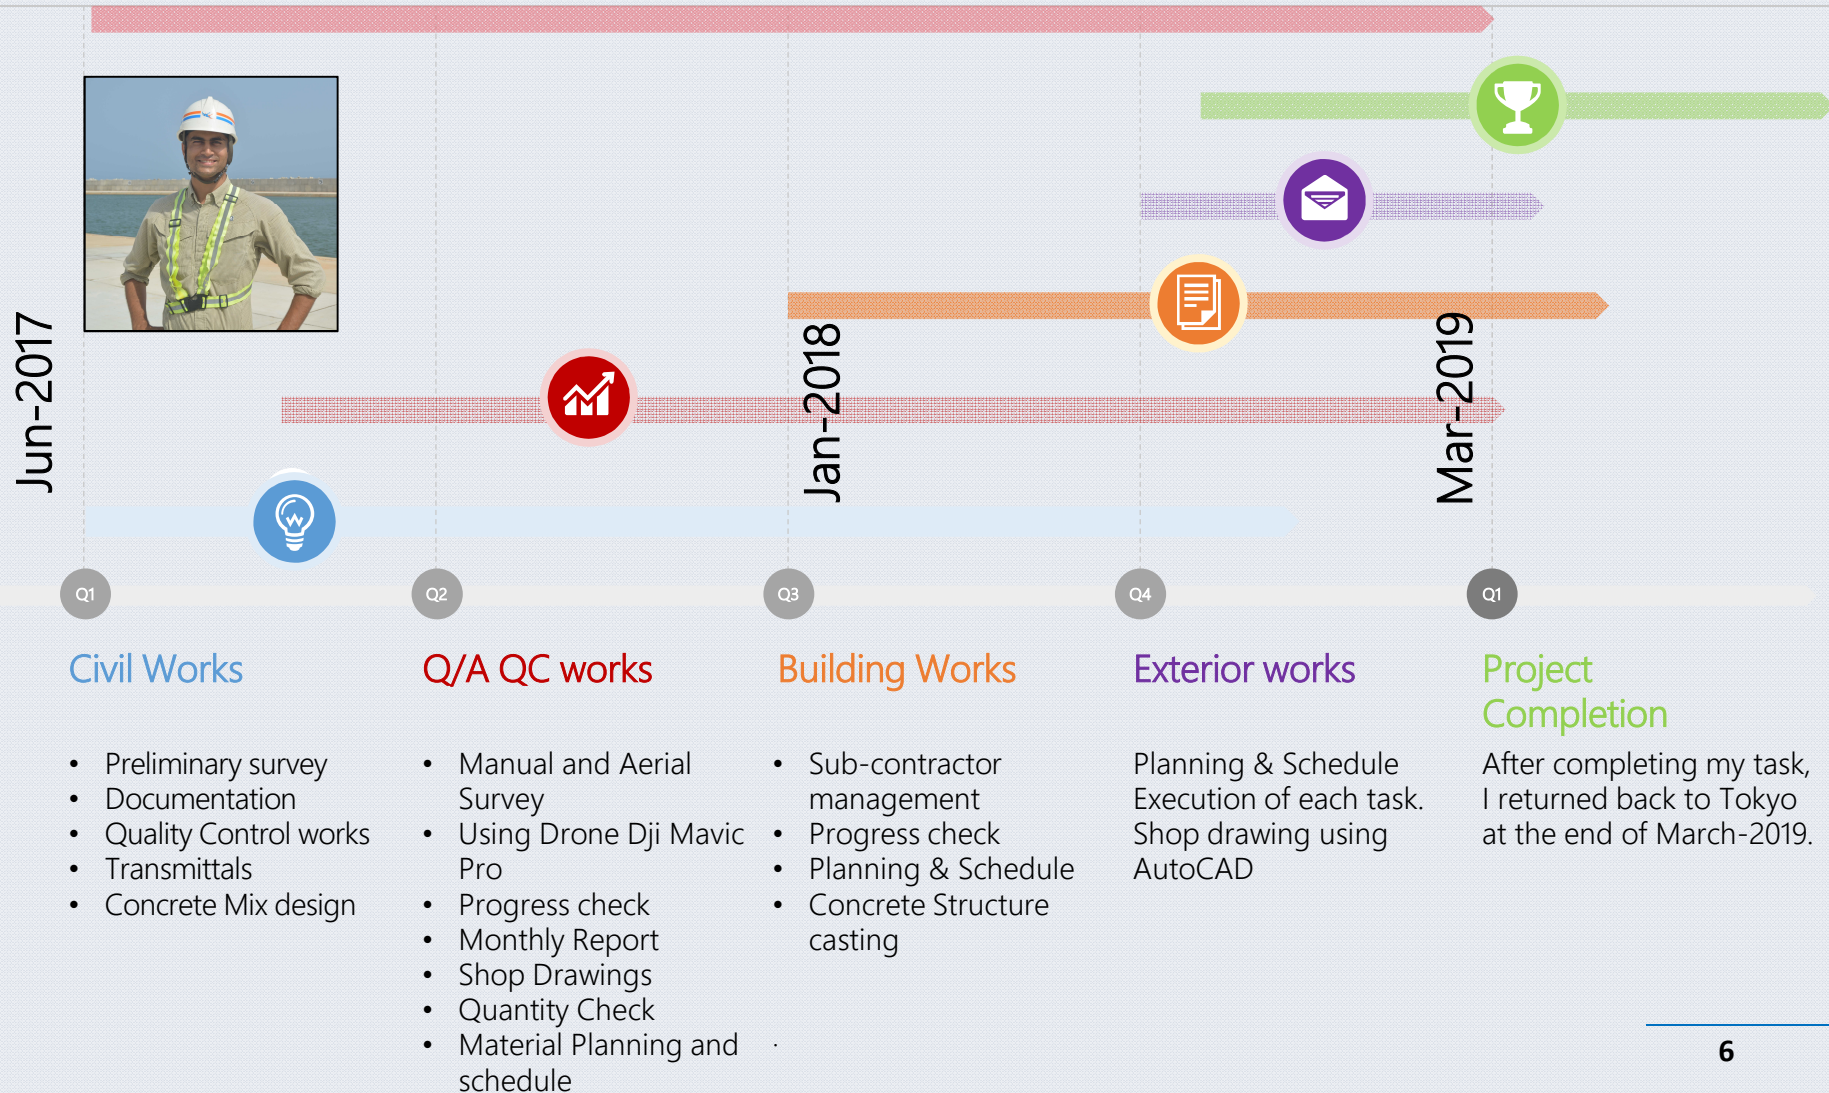 Jun-2017
Jan-2018
Mar-2019
Q1
Q2
Q3
Q4
Q1
Civil Works
• Preliminary survey
• Documentation
• Quality Control works
• Transmittals
• Concrete Mix design
Q/A QC works
• Manual and Aerial
Survey
• Using Drone Dji Mavic
Pro
• Progress check
• Monthly Report
• Shop Drawings
• Quantity Check
• Material Planning and
schedule
Building Works
• Sub-contractor
management
• Progress check
• Planning & Schedule
• Concrete Structure
casting
.
Exterior works
Planning & Schedule
Execution of each task.
Shop drawing using
AutoCAD
Project
Completion
After completing my task,
I returned back to Tokyo
at the end of March-2019.
6